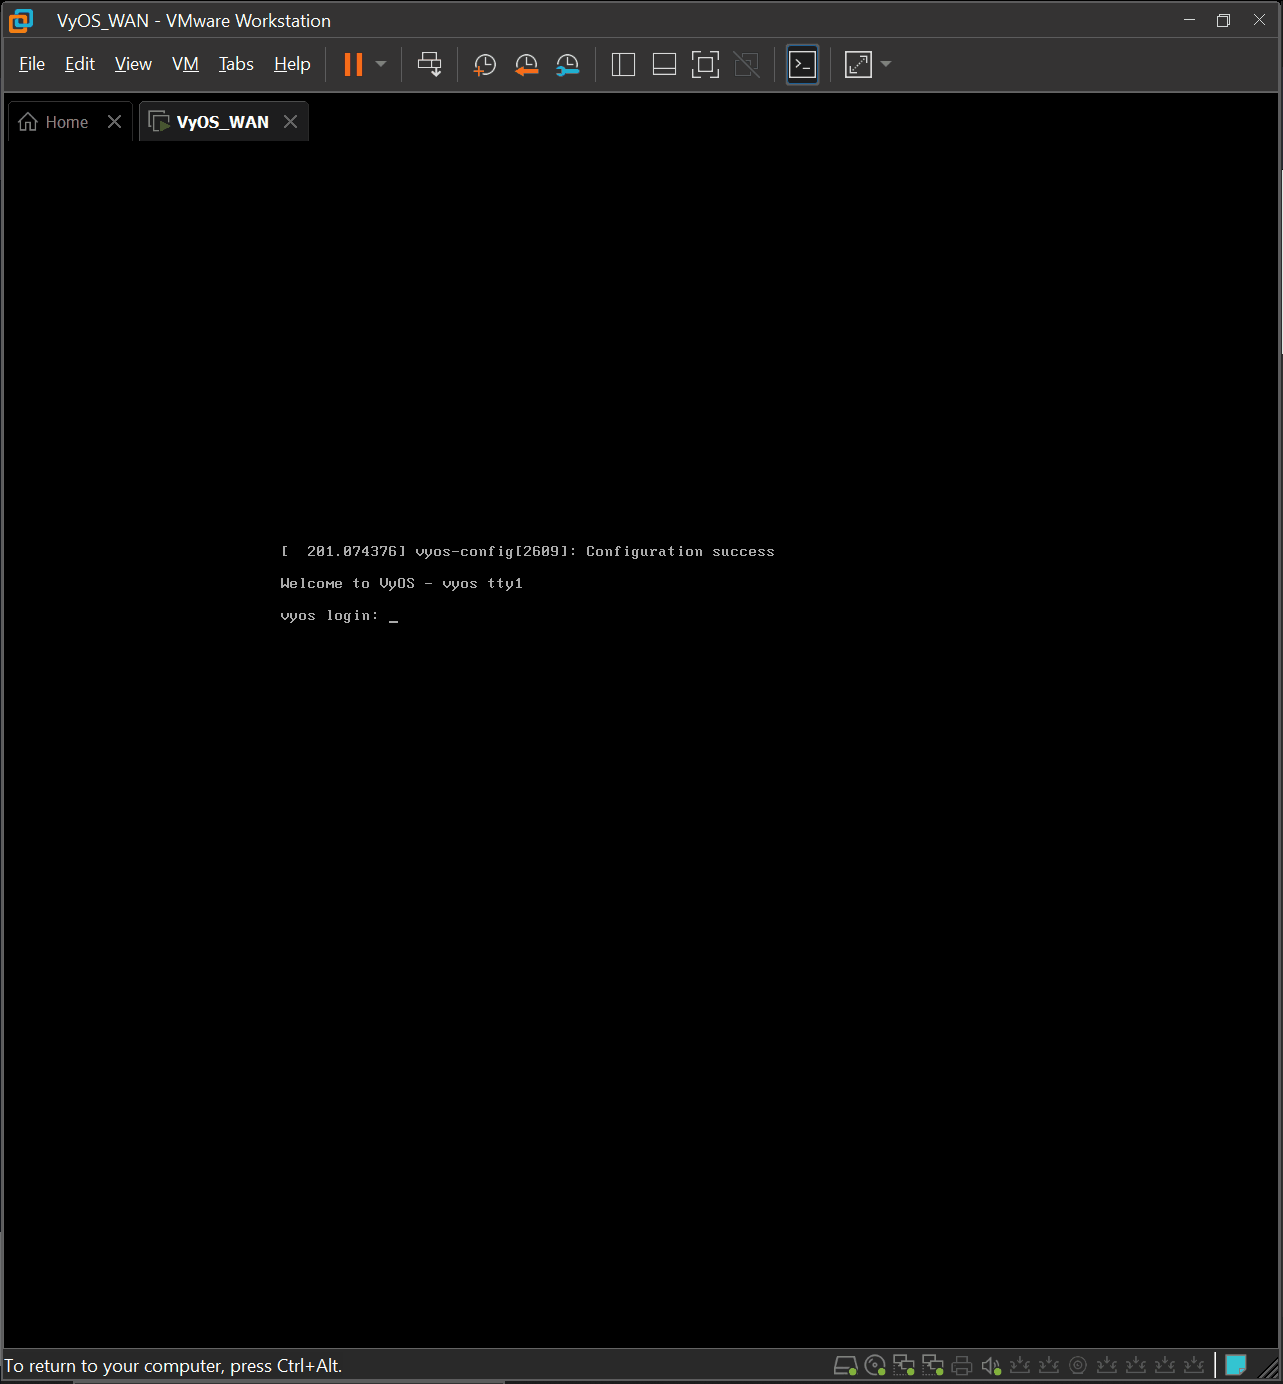 VyOS_WAN - VMware Workstation
File Edit View VM Tabs Help
Home VyOS_WAN
[  201.074376] vyos-config[2609]: Configuration success
Welcome to VyOS - vyos tty1
vyos login: _
To return to your computer, press Ctrl+Alt.